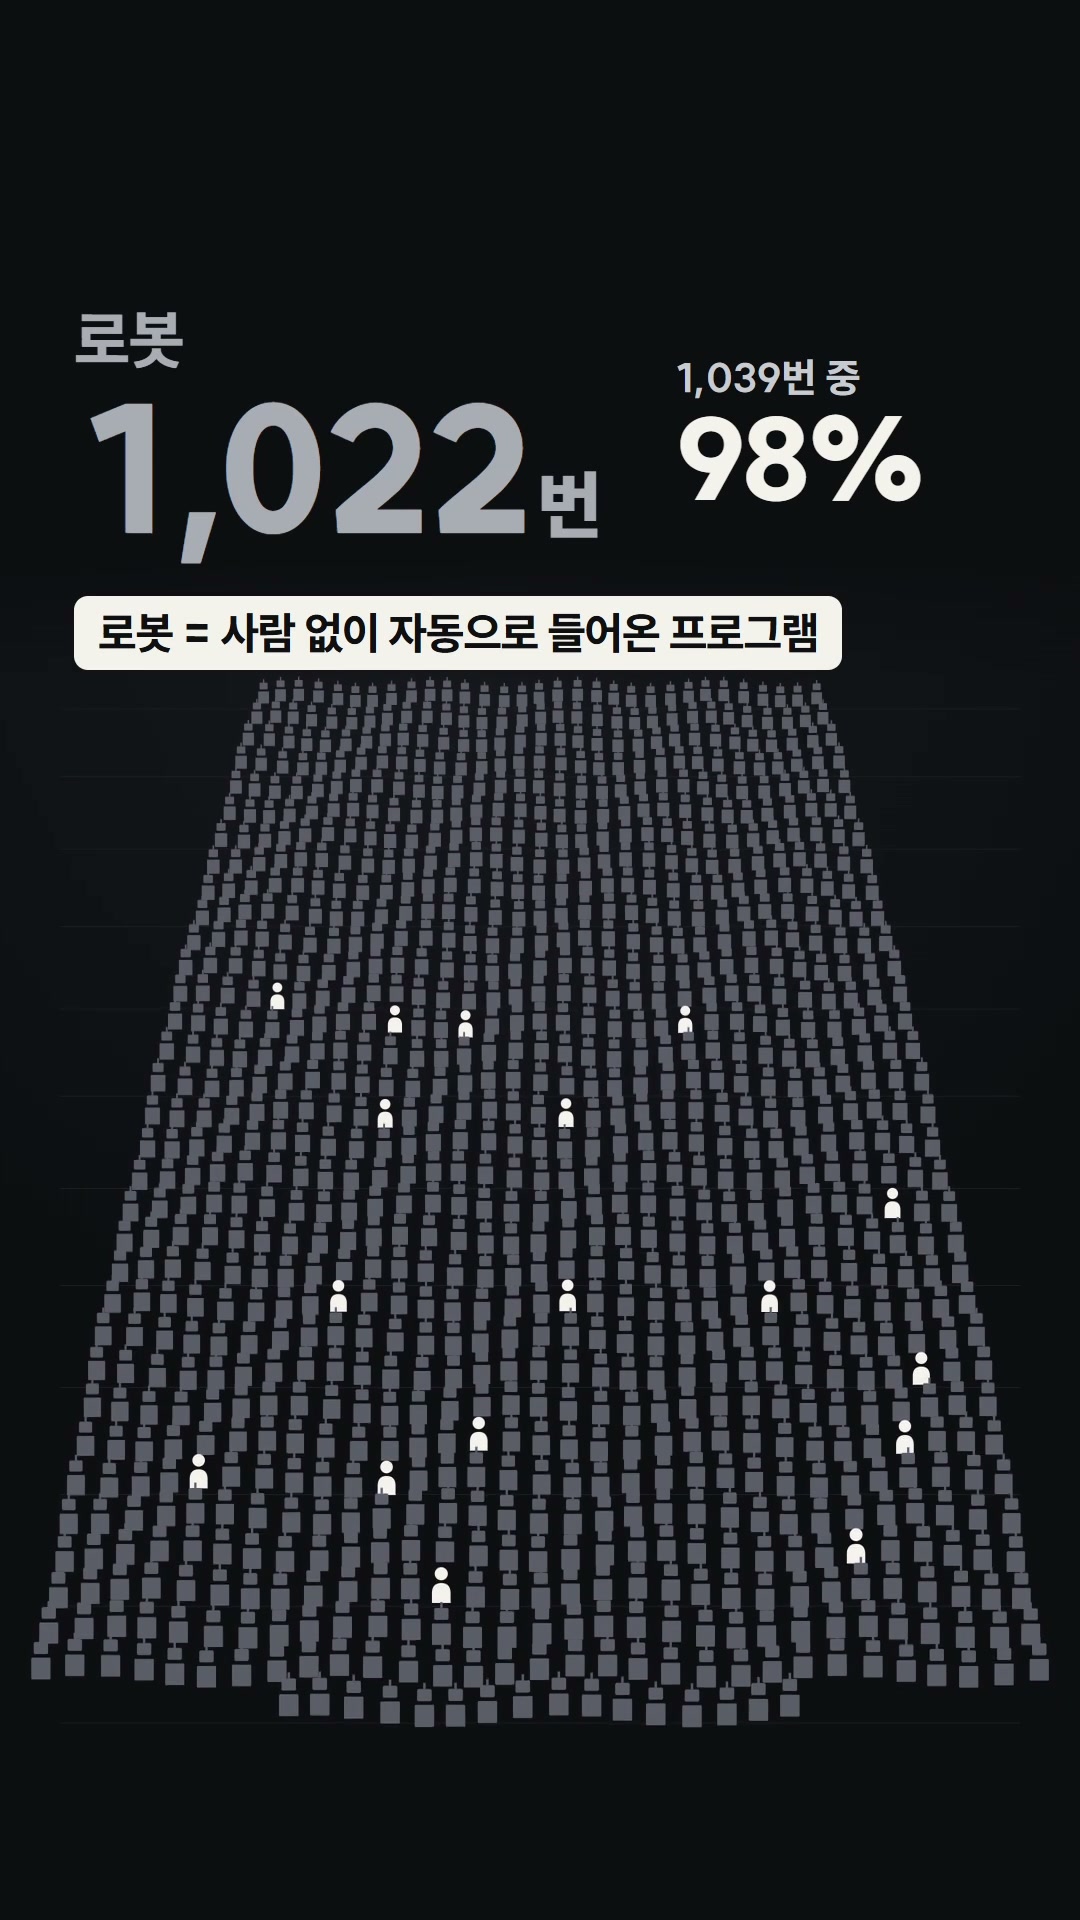 로봇
1,022번
1,039번 중
98%
로봇 = 사람 없이 자동으로 들어온 프로그램